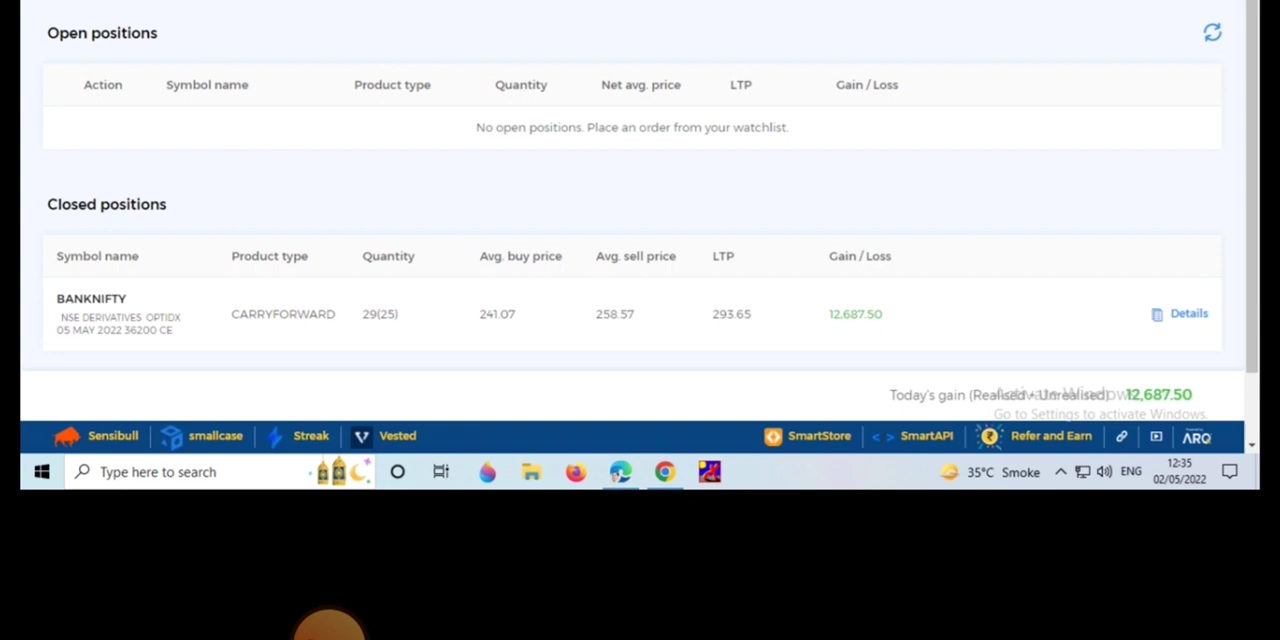 Open positions
Action Symbol name Product type Quantity Net avg. price LTP Gain / Loss
No open positions. Place an order from your watchlist.
Closed positions
Symbol name Product type Quantity Avg. buy price Avg. sell price LTP Gain / Loss
BANKNIFTY
NSE DERIVATIVES OPTIDX
05 MAY 2022 36200 CE
CARRYFORWARD 29(25) 241.07 258.57 293.65 12,687.50 Details
Today's gain (Realised + Unrealised) 12,687.50
Activate Windows
Go to Settings to activate Windows.
Sensibull smallcase Streak Vested SmartStore SmartAPI Refer and Earn ARQ
Type here to search 35°C Smoke ENG 12:35
02/05/2022